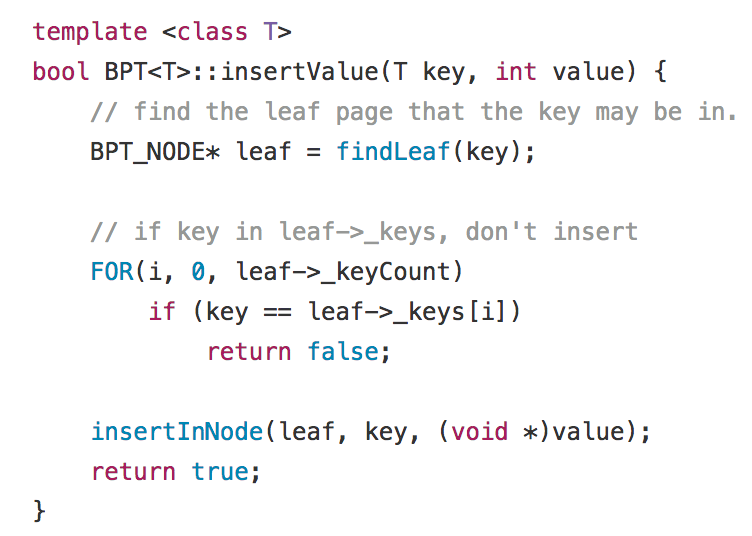 template <class T>
bool BPT<T>::insertValue(T key, int value) {
    // find the leaf page that the key may be in.
    BPT_NODE* leaf = findLeaf(key);

    // if key in leaf->_keys, don't insert
    FOR(i, 0, leaf->_keyCount)
        if (key == leaf->_keys[i])
            return false;

    insertInNode(leaf, key, (void *)value);
    return true;
}